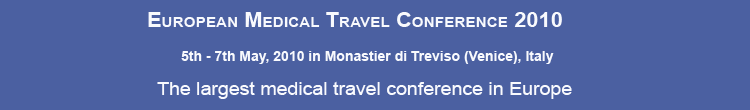 European Medical Travel Conference 2010
5th - 7th May, 2010 in Monastier di Treviso (Venice), Italy
The largest medical travel conference in Europe